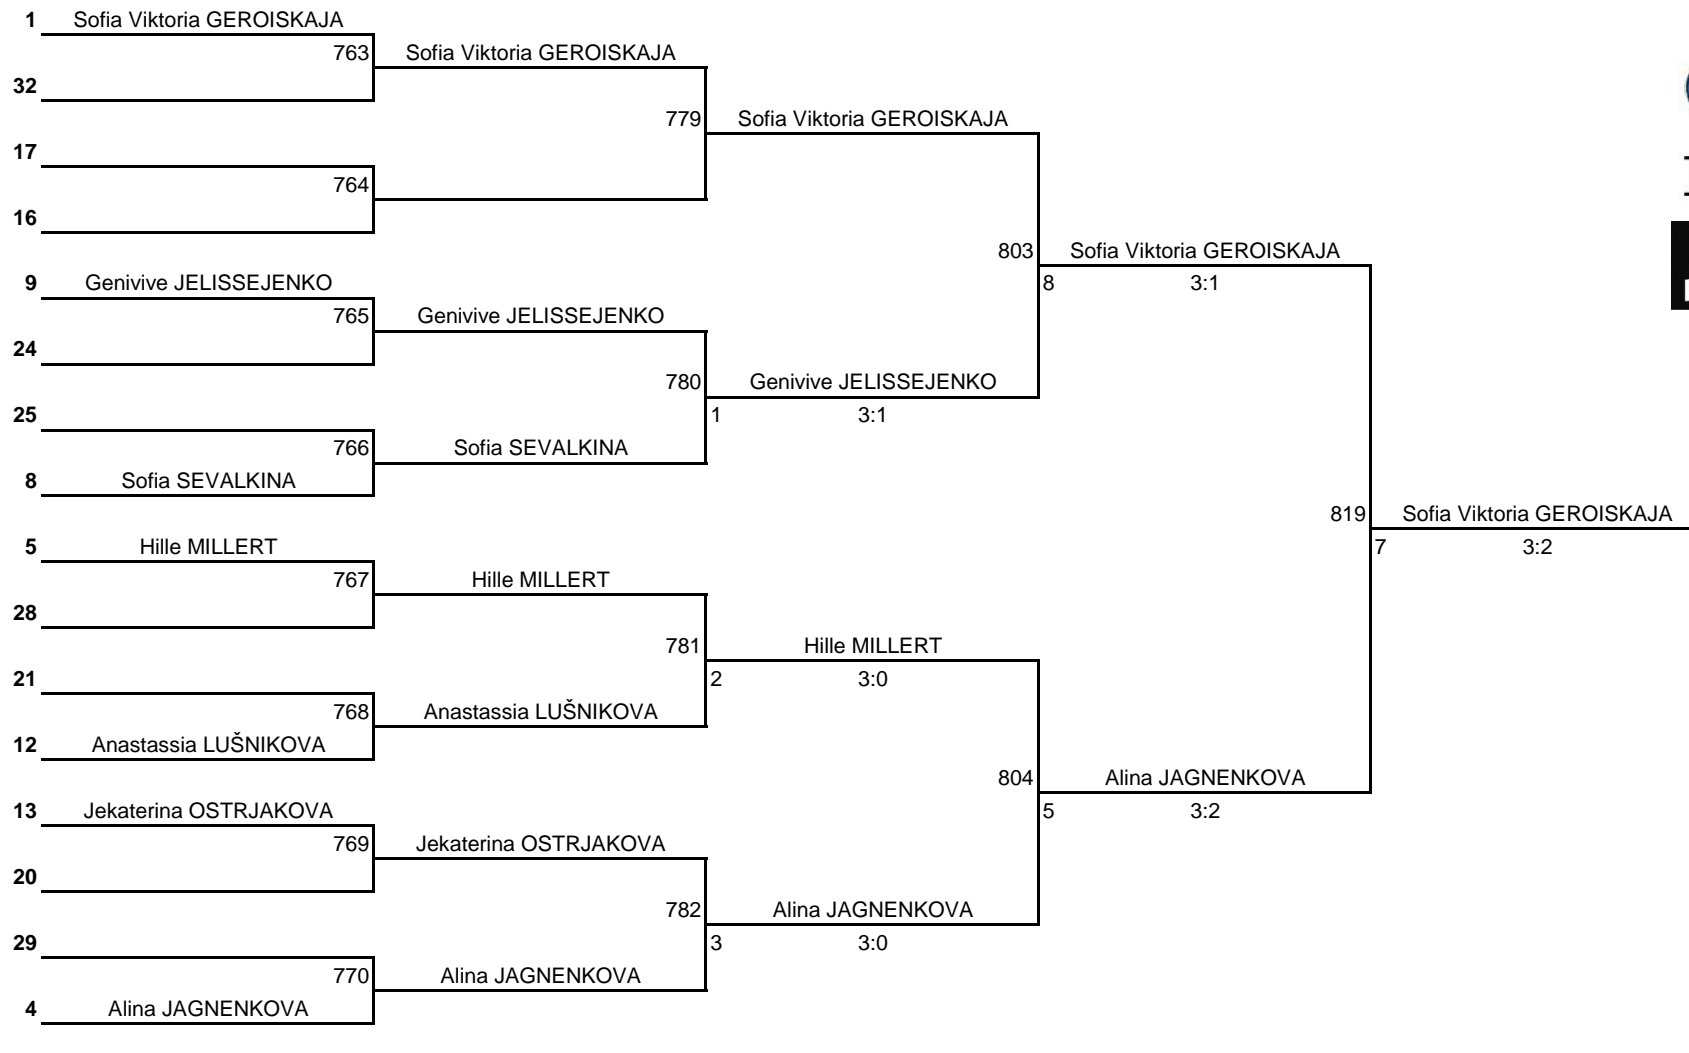 1 Sofia Viktoria GEROISKAJA
763 Sofia Viktoria GEROISKAJA
32
779 Sofia Viktoria GEROISKAJA
17
764
16
803 Sofia Viktoria GEROISKAJA
9 Genivive JELISSEJENKO
8 3:1
765 Genivive JELISSEJENKO
24
780 Genivive JELISSEJENKO
25
1 3:1
766 Sofia SEVALKINA
8 Sofia SEVALKINA
819 Sofia Viktoria GEROISKAJA
5 Hille MILLERT
7 3:2
767 Hille MILLERT
28
781 Hille MILLERT
21
2 3:0
768 Anastassia LUŠNIKOVA
12 Anastassia LUŠNIKOVA
804 Alina JAGNENKOVA
13 Jekaterina OSTRJAKOVA
5 3:2
769 Jekaterina OSTRJAKOVA
20
782 Alina JAGNENKOVA
29
3 3:0
770 Alina JAGNENKOVA
4 Alina JAGNENKOVA